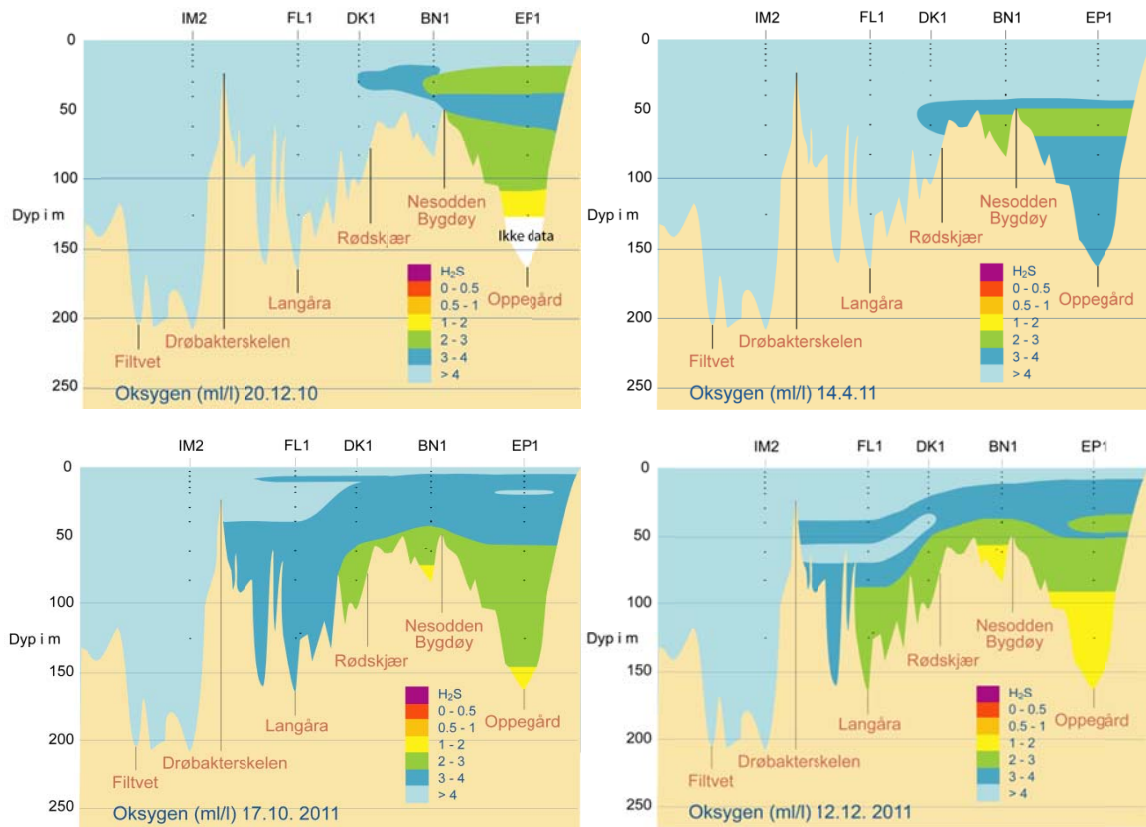 IM2 FL1 DK1 BN1 EP1
0
50
100
Dyp i m
150
200
250
Nesodden
Bygdøy
Rødskjær
Ikke data
Langåra
Oppegård
Drøbakterskelen
Filtvet
H₂S
0 - 0.5
0.5 - 1
1 - 2
2 - 3
3 - 4
> 4
Oksygen (ml/l) 20.12.10
IM2 FL1 DK1 BN1 EP1
0
50
100
Dyp i m
150
200
250
Nesodden
Bygdøy
Rødskjær
Langåra
Oppegård
Drøbakterskelen
Filtvet
H₂S
0 - 0.5
0.5 - 1
1 - 2
2 - 3
3 - 4
> 4
Oksygen (ml/l) 14.4.11
IM2 FL1 DK1 BN1 EP1
0
50
100
Dyp i m
150
200
250
Nesodden
Bygdøy
Rødskjær
Langåra
Oppegård
Drøbakterskelen
Filtvet
H₂S
0 - 0.5
0.5 - 1
1 - 2
2 - 3
3 - 4
> 4
Oksygen (ml/l) 17.10. 2011
IM2 FL1 DK1 BN1 EP1
0
50
100
Dyp i m
150
200
250
Nesodden
Bygdøy
Rødskjær
Langåra
Oppegård
Drøbakterskelen
Filtvet
H₂S
0 - 0.5
0.5 - 1
1 - 2
2 - 3
3 - 4
> 4
Oksygen (ml/l) 12.12. 2011